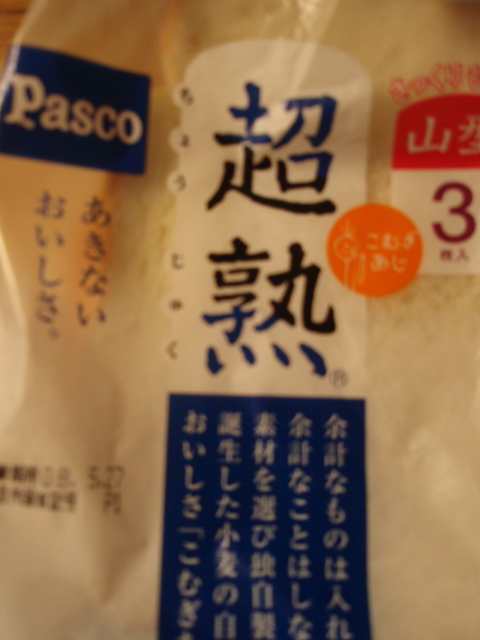 Pasco
超熟
ちょうじゅく
®
あきない
おいしさ。
山型
3
枚入
こむぎ
あじ
余計なものは入れ
余計なことはしな
素材を選び独自製
誕生した小麦の自
おいしさ「こむぎあ
5-27